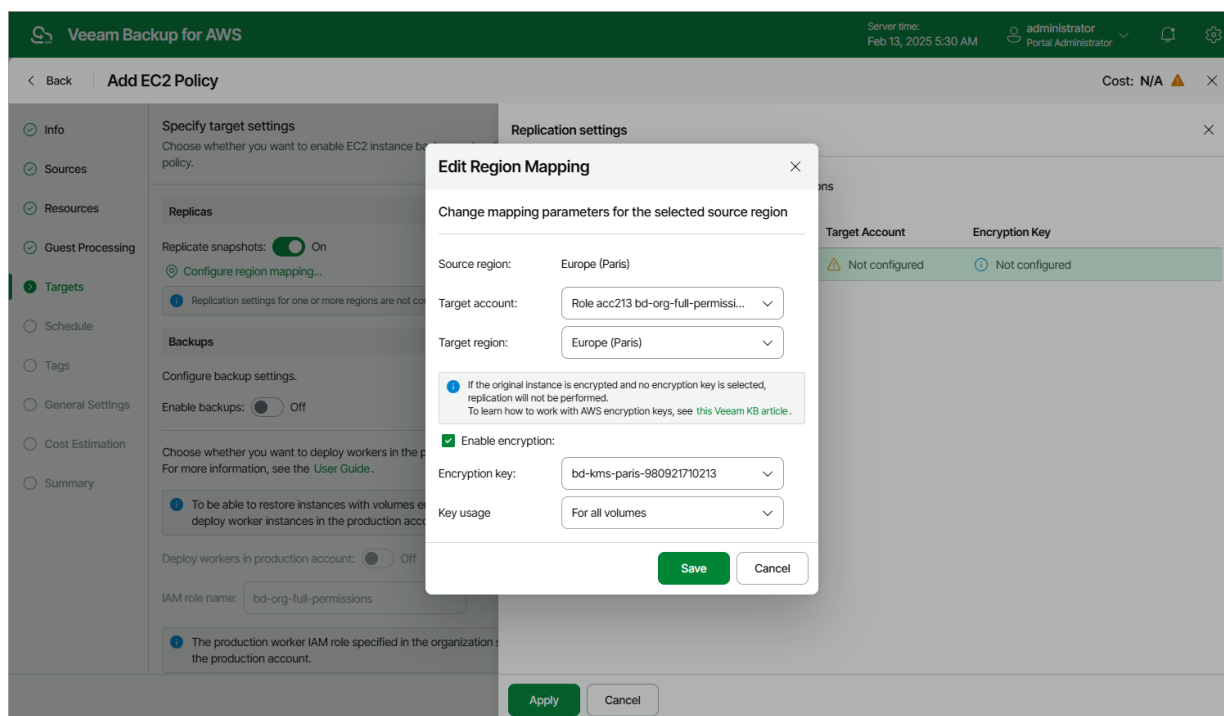 Veeam Backup for AWS
Server time:
Feb 13, 2025 5:30 AM
administrator
Portal Administrator
Back
Add EC2 Policy
Cost: N/A
Info
Sources
Resources
Guest Processing
Targets
Schedule
Tags
General Settings
Cost Estimation
Summary
Specify target settings
Choose whether you want to enable EC2 instance
policy.
Replicas
Replicate snapshots: On
Configure region mapping...
Replication settings for one or more regions are not
Backups
Configure backup settings.
Enable backups: Off
Choose whether you want to deploy workers in the
For more information, see the User Guide.
To be able to restore instances with volumes
deploy worker instances in the production
Deploy workers in production account: Off
IAM role name: bd-org-full-permissions
The production worker IAM role specified in the organization
the production account.
Replication settings
Target Account Encryption Key
Not configured Not configured
Apply Cancel
Edit Region Mapping
Change mapping parameters for the selected source region
Source region: Europe (Paris)
Target account: Role acc213 bd-org-full-permissi...
Target region: Europe (Paris)
If the original instance is encrypted and no encryption key is selected,
replication will not be performed.
To learn how to work with AWS encryption keys, see this Veeam KB article.
Enable encryption:
Encryption key: bd-kms-paris-980921710213
Key usage For all volumes
Save Cancel